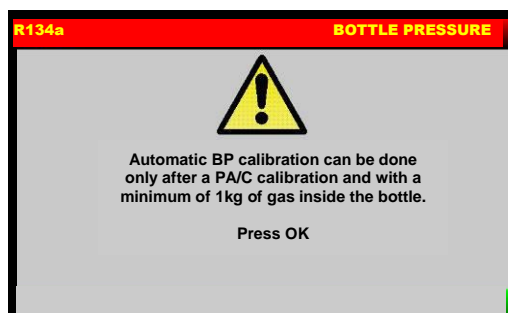 R134a BOTTLE PRESSURE
Automatic BP calibration can be done
only after a PA/C calibration and with a
minimum of 1kg of gas inside the bottle.
Press OK